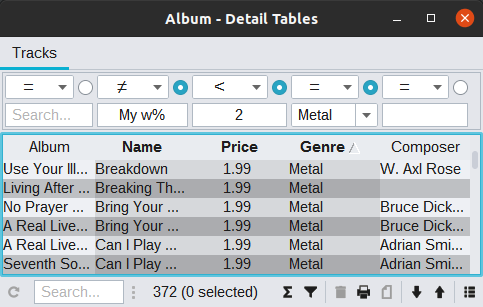 Album - Detail Tables
Tracks
= ≠ < = =
Search... My w% 2 Metal
Album Name Price Genre Composer
Use Your Ill... Breakdown 1.99 Metal W. Axl Rose
Living After ... Breaking Th... 1.99 Metal
No Prayer ... Bring Your ... 1.99 Metal Bruce Dick...
A Real Live... Bring Your ... 1.99 Metal Bruce Dick...
A Real Live... Can I Play ... 1.99 Metal Adrian Smi...
Seventh So... Can I Play ... 1.99 Metal Adrian Smi...
Search... 372 (0 selected) Σ